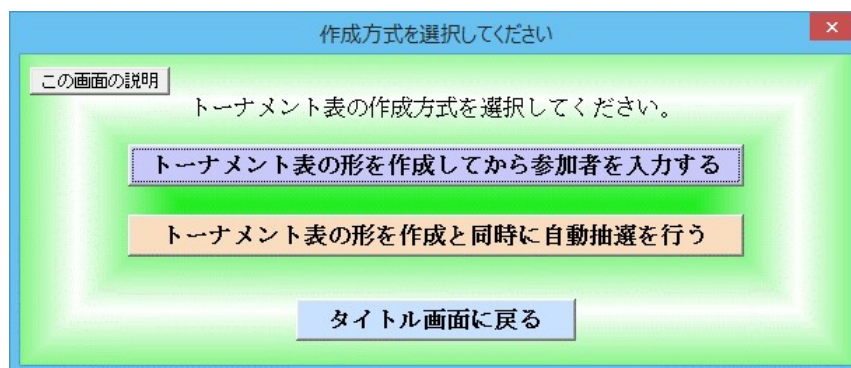 作成方式を選択してください
この画面の説明
トーナメント表の作成方式を選択してください。
トーナメント表の形を作成してから参加者を入力する
トーナメント表の形を作成と同時に自動抽選を行う
タイトル画面に戻る